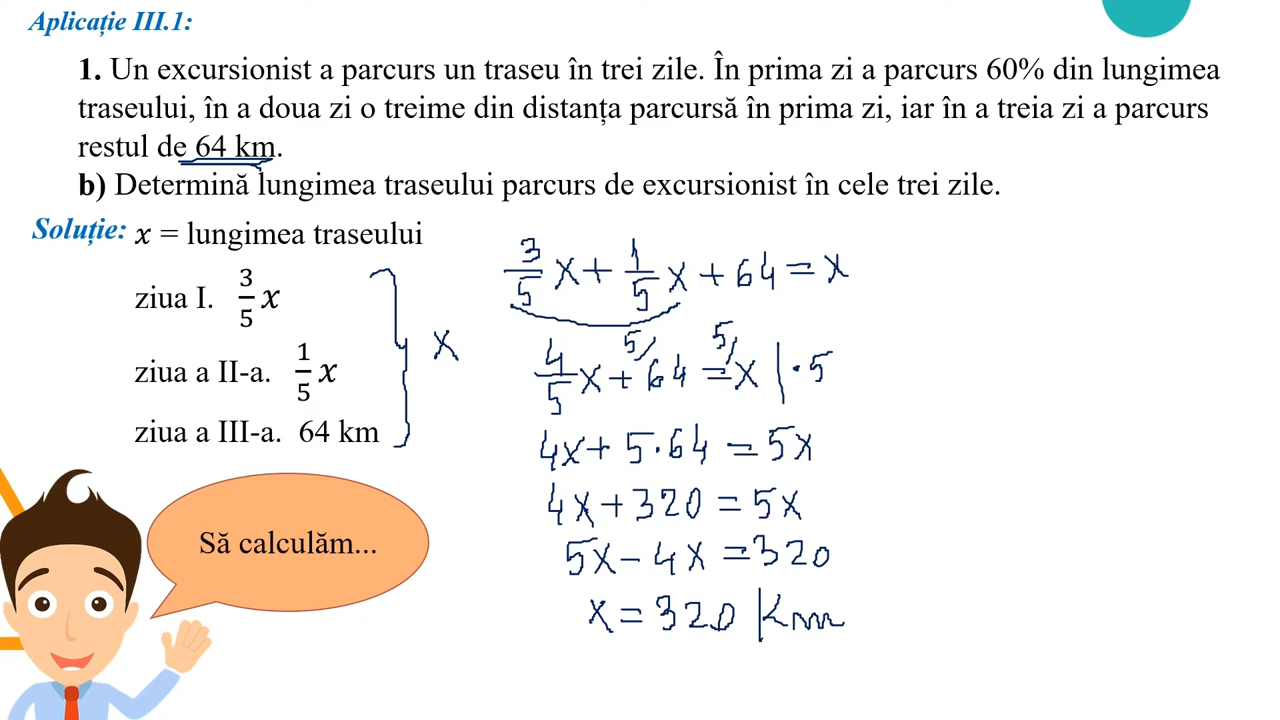 Aplicație III.1:
1. Un excursionist a parcurs un traseu în trei zile. În prima zi a parcurs 60% din lungimea
traseului, în a doua zi o treime din distanța parcursă în prima zi, iar în a treia zi a parcurs
restul de 64 km.
b) Determină lungimea traseului parcurs de excursionist în cele trei zile.
Soluție: x = lungimea traseului
ziua I. 3/5 x
ziua a II-a. 1/5 x
ziua a III-a. 64 km
x
3/5 x + 1/5 x + 64 = x
4/5 x + 5/ 64 = 5/ x | · 5
4x + 5 · 64 = 5x
4x + 320 = 5x
5x - 4x = 320
x = 320 km
Să calculăm...